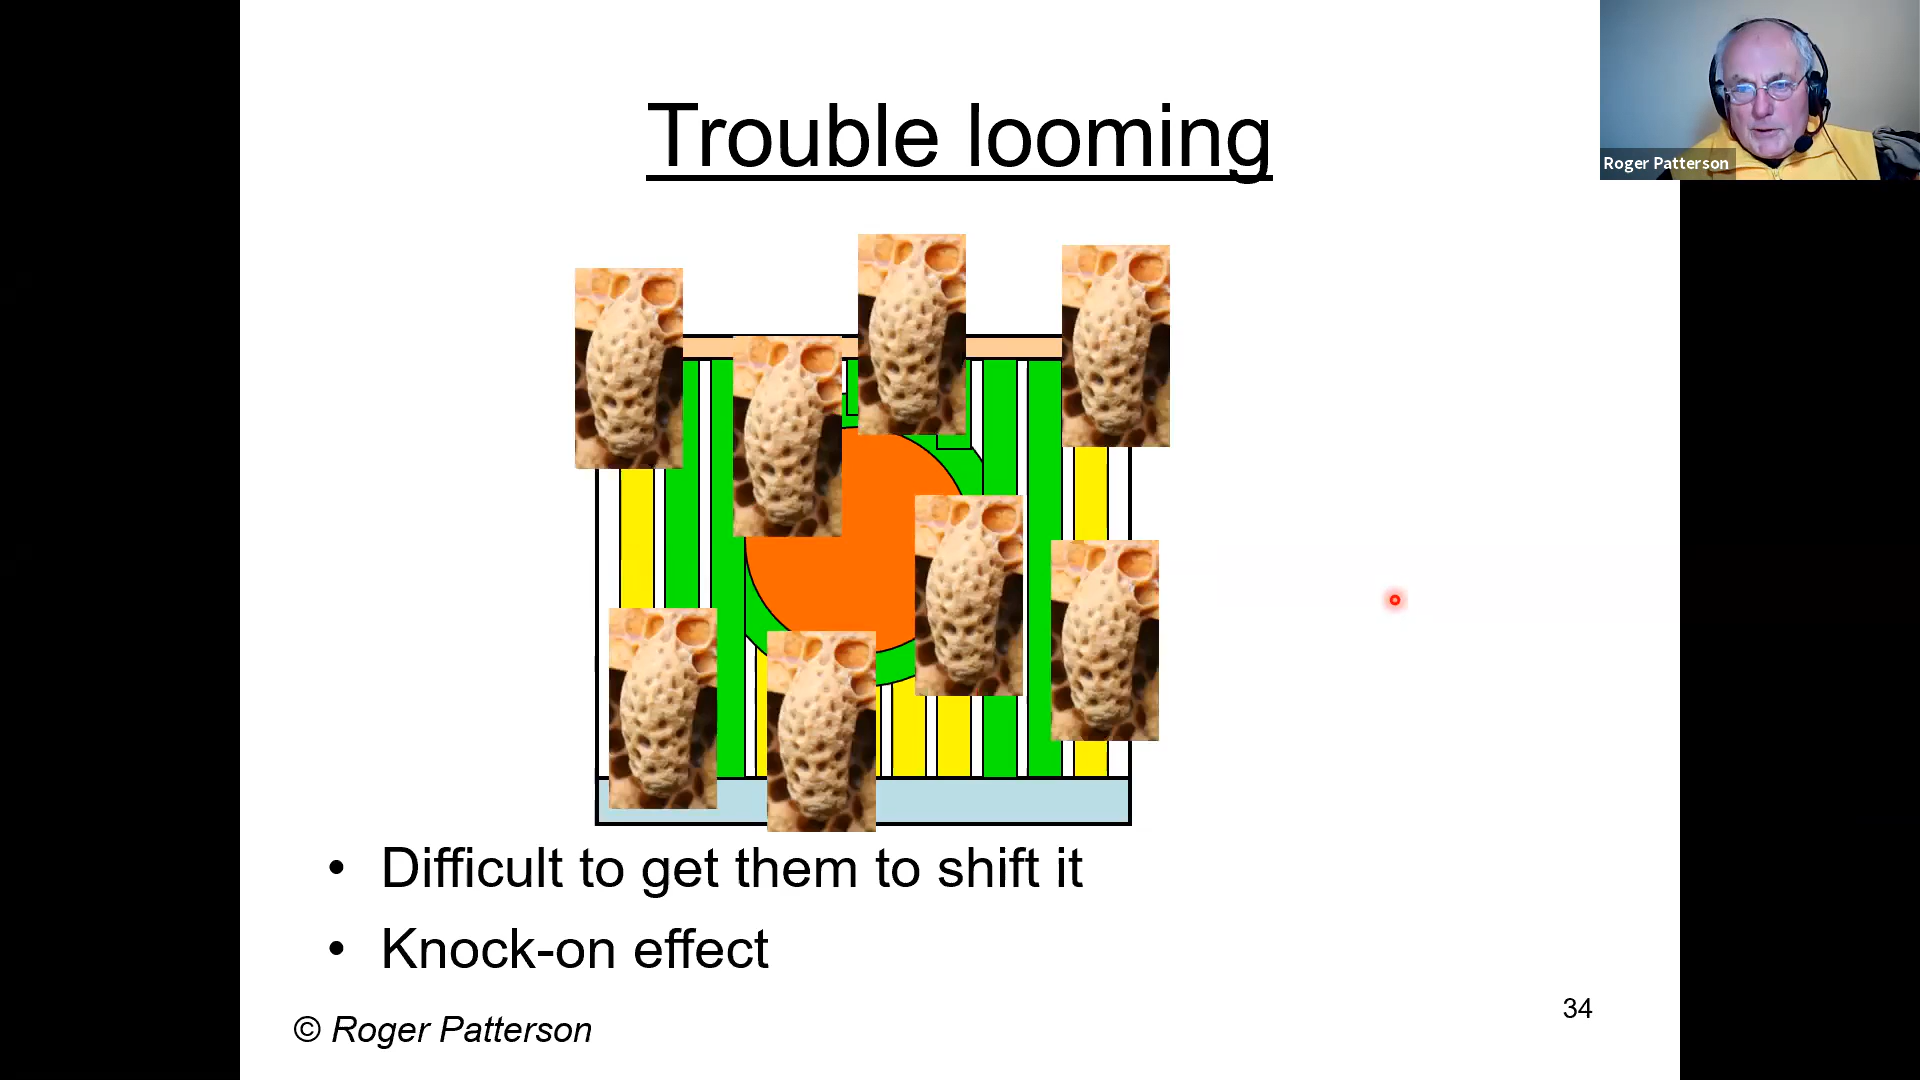 Trouble looming
Roger Patterson
• Difficult to get them to shift it
• Knock-on effect
34
© Roger Patterson